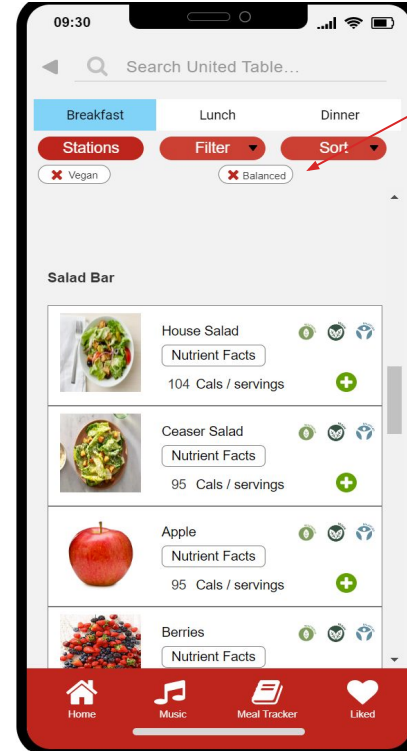 09:30
Search United Table...
Breakfast Lunch Dinner
Stations Filter Sort
Vegan Balanced
Salad Bar
House Salad
Nutrient Facts
104 Cals / servings
Ceaser Salad
Nutrient Facts
95 Cals / servings
Apple
Nutrient Facts
95 Cals / servings
Berries
Nutrient Facts
Home Music Meal Tracker Liked